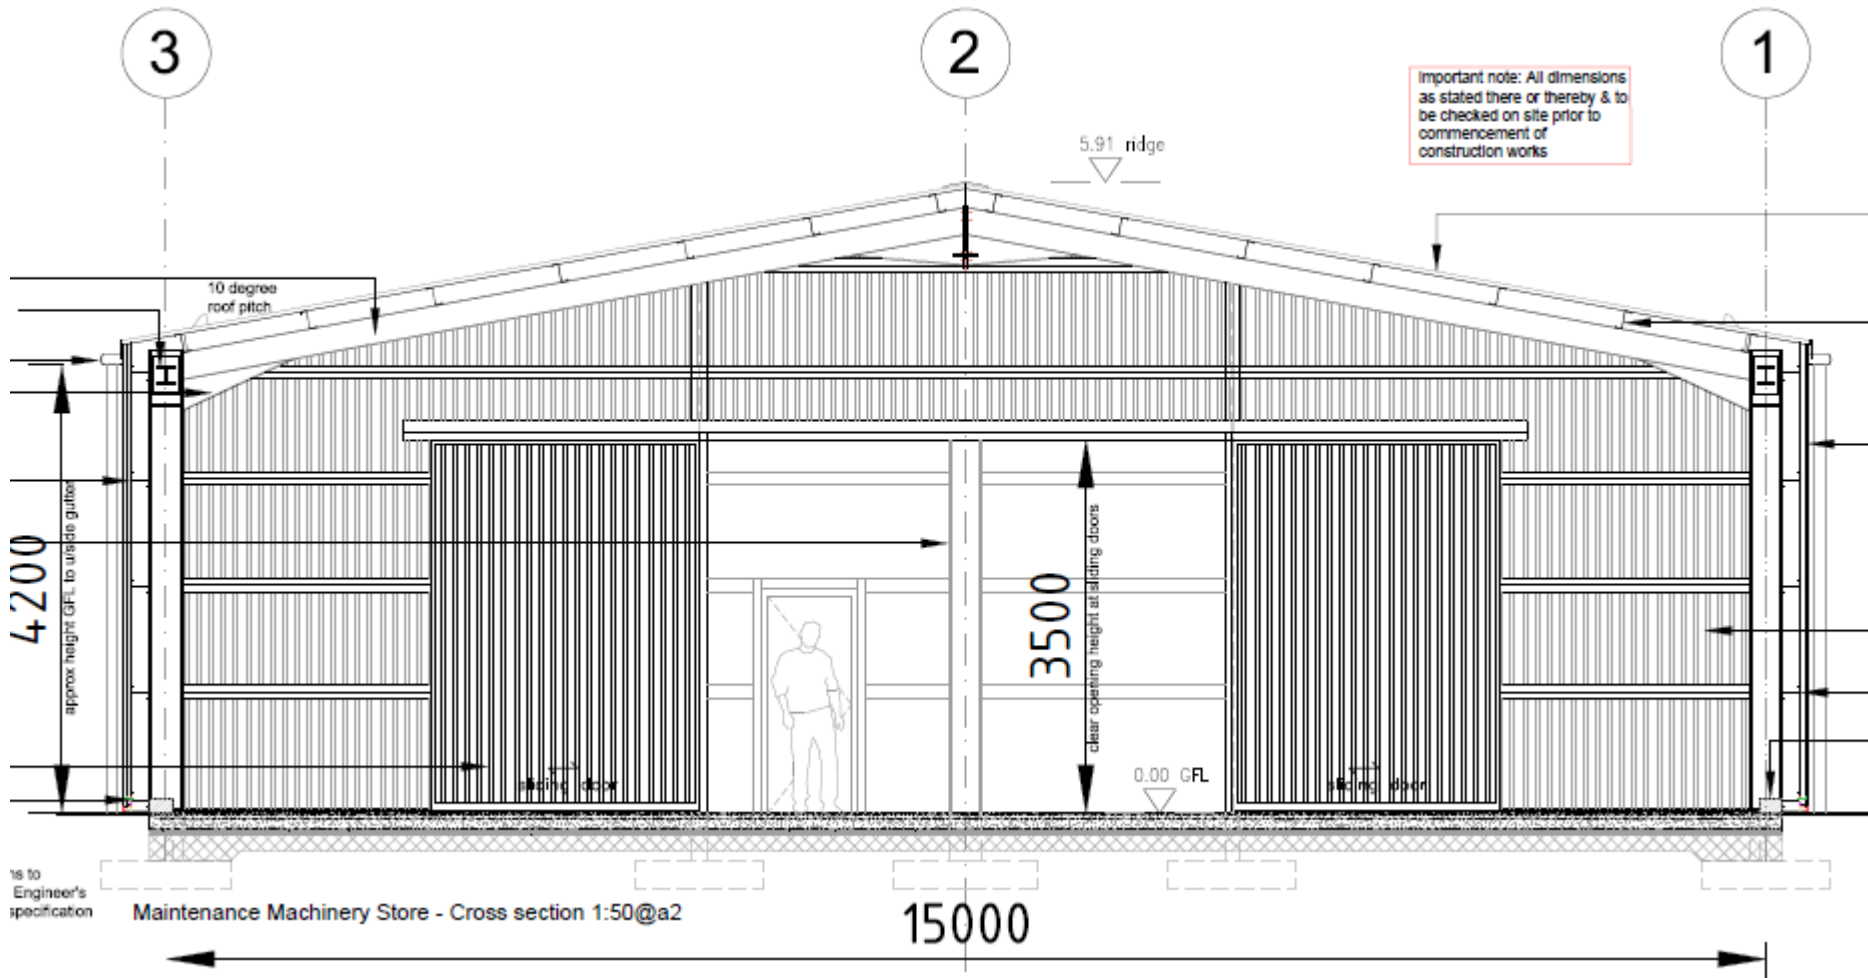 3
2
1
Important note: All dimensions
as stated there or thereby & to
be checked on site prior to
commencement of
construction works
5.91 ridge
10 degree
roof pitch
4200
approx height GFL to u/side gutter
3500
clear opening height at sliding doors
sliding door
0.00 GFL
sliding door
to
Engineer's
specification
Maintenance Machinery Store - Cross section 1:50@a2
15000